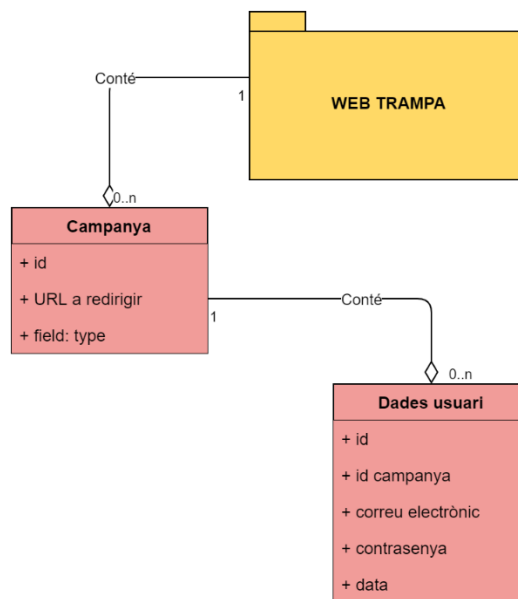 WEB TRAMPA
Conté
1
0..n
Campanya
+ id
+ URL a redirigir
+ field: type
1
Conté
0..n
Dades usuari
+ id
+ id campanya
+ correu electrònic
+ contrasenya
+ data